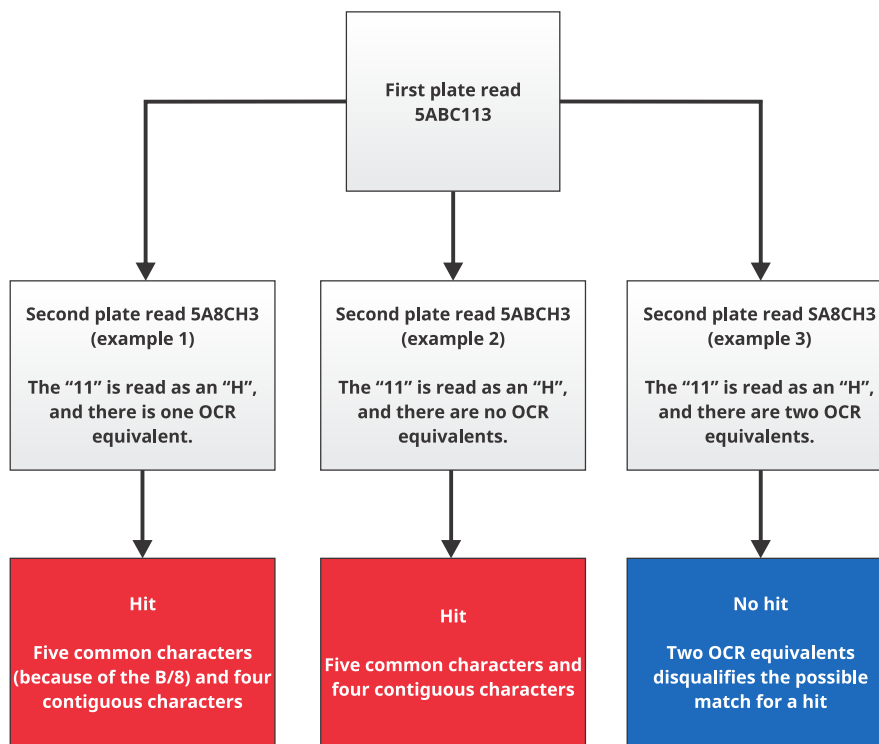 First plate read
5ABC113
Second plate read 5A8CH3
(example 1)
The “11” is read as an “H”,
and there is one OCR
equivalent.
Second plate read 5ABCH3
(example 2)
The “11” is read as an “H”,
and there are no OCR
equivalents.
Second plate read SA8CH3
(example 3)
The “11” is read as an “H”,
and there are two OCR
equivalents.
Hit
Five common characters
(because of the B/8) and four
contiguous characters
Hit
Five common characters and
four contiguous characters
No hit
Two OCR equivalents
disqualifies the possible
match for a hit